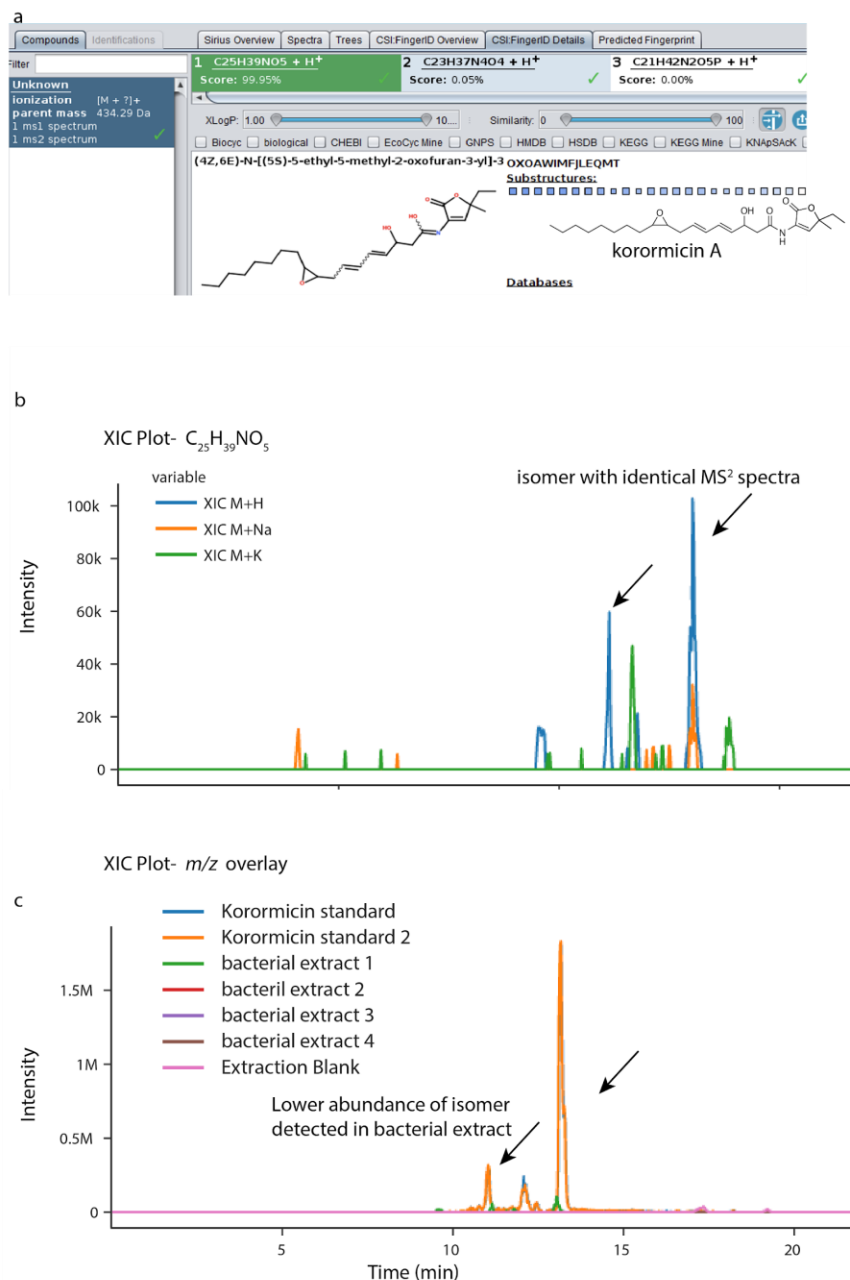 a
Compounds Identifications Sirius Overview Spectra Trees CSI:FingerID Overview CSI:FingerID Details Predicted Fingerprint
Filter
1 C25H39NO5 + H+ 2 C23H37N4O4 + H+ 3 C21H42N2O5P + H+
Score: 99.95% Score: 0.05% Score: 0.00%
Unknown
ionization [M + ?]+
parent mass 434.29 Da
1 ms1 spectrum
1 ms2 spectrum
XLogP: 1.00 10.... Similarity: 0 100
Biocyc biological CHEBI EcoCyc Mine GNPS HMDB HSDB KEGG KEGG Mine KNApSAcK
(4Z,6E)-N-[(5S)-5-ethyl-5-methyl-2-oxofuran-3-yl]-3 OXOAWIMFJLEQMT
Substructures:
O O HO HO N O
O OH O N H O O
korormicin A
Databases
b
XIC Plot- C25H39NO5
variable
XIC M+H
XIC M+Na
XIC M+K
isomer with identical MS2 spectra
Intensity
100k
80k
60k
40k
20k
0
XIC Plot- m/z overlay
c
Korormicin standard
Korormicin standard 2
bacterial extract 1
bacteril extract 2
bacterial extract 3
bacterial extract 4
Extraction Blank
Lower abundance of isomer
detected in bacterial extract
Intensity
1.5M
1M
0.5M
0
5 10 15 20
Time (min)